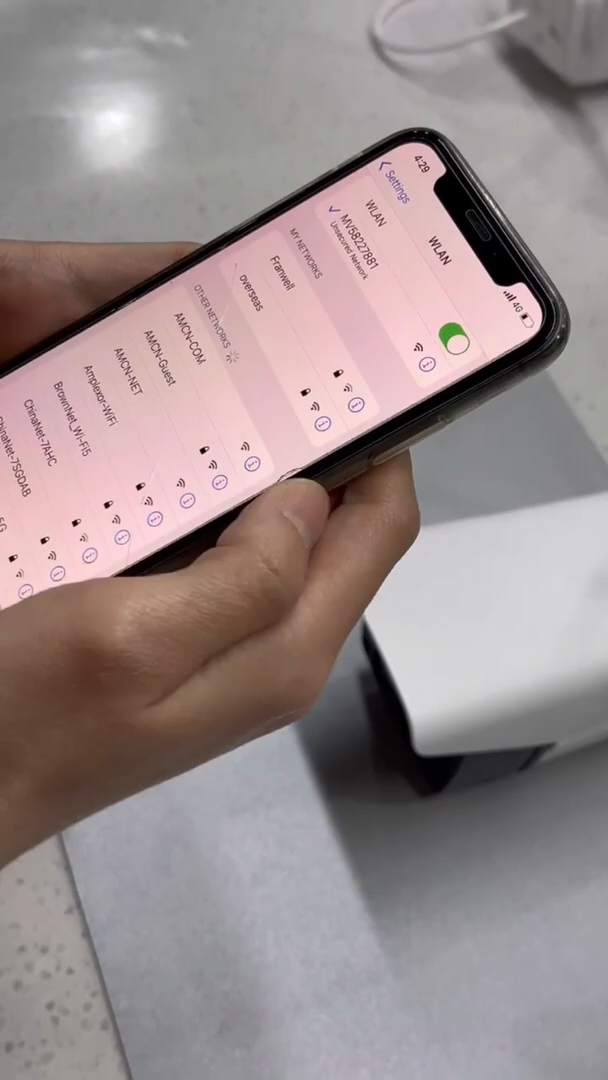 4:29
4G
Settings
WLAN
WLAN
MV58227881
Unsecured Network
MY NETWORKS
Franwell
overseas
OTHER NETWORKS
AMCN-COM
AMCN-Guest
AMCN-NET
Amplexor-WiFi
BrownNet_Wi-Fi5
ChinaNet-7AHC
ChinaNet-7SGDAB